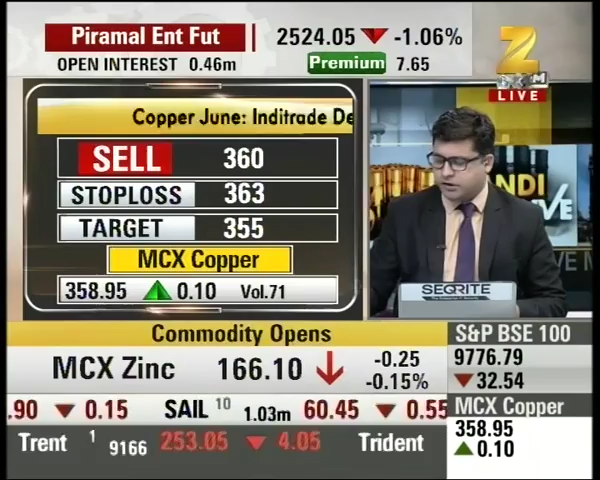 Piramal Ent Fut
2524.05 -1.06%
OPEN INTEREST 0.46m
Premium 7.65
LIVE
Copper June: Inditrade De
SELL 360
STOPLOSS 363
TARGET 355
MCX Copper
358.95 0.10 Vol.71
NDI
VE
SEQRITE
Commodity Opens
MCX Zinc 166.10 -0.25
-0.15%
S&P BSE 100
9776.79
32.54
MCX Copper
358.95
0.10
.90 0.15 SAIL 10 1.03m 60.45 0.55
Trent 1 9166 253.05 4.05 Trident